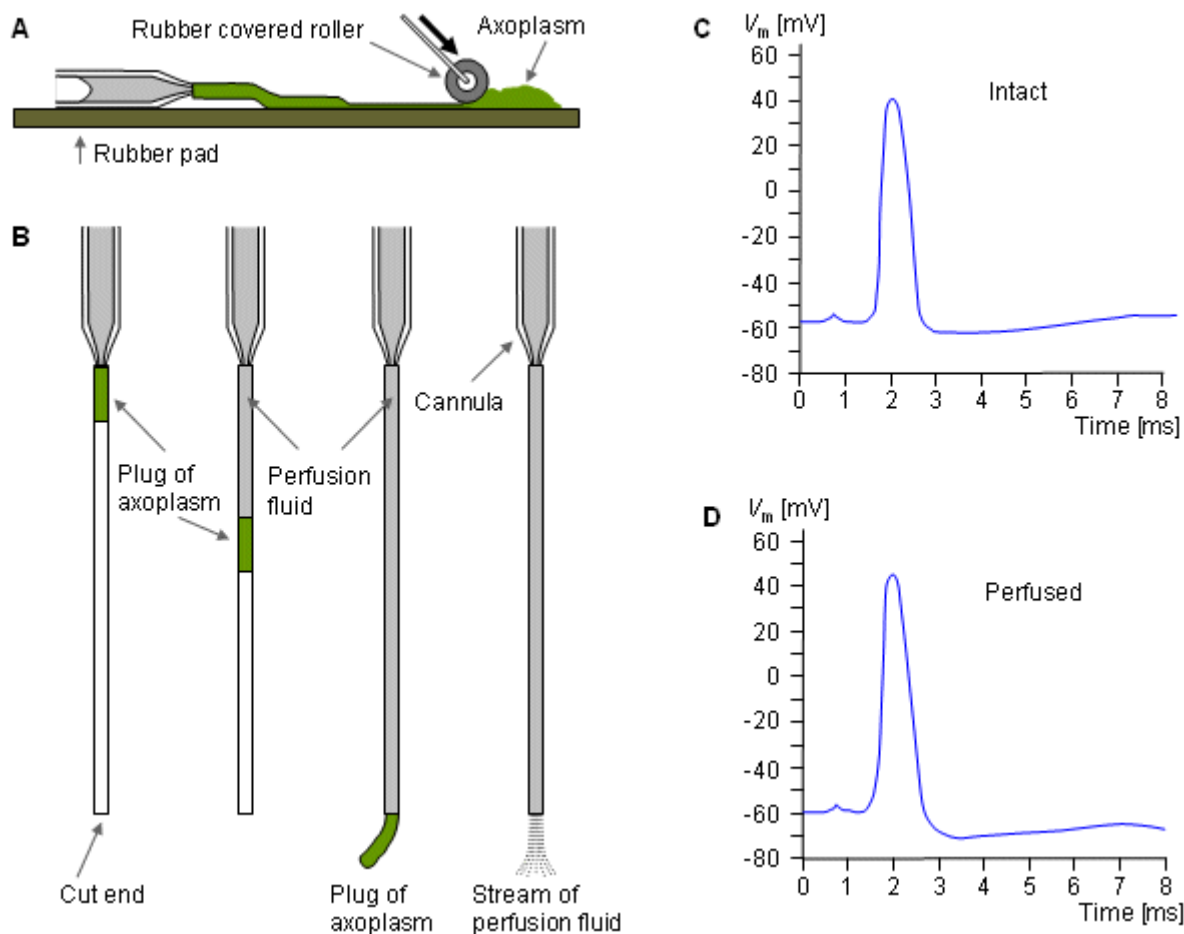 A
Rubber covered roller
Axoplasm
Rubber pad
B
Plug of
axoplasm
Perfusion
fluid
Cannula
Cut end
Plug of
axoplasm
Stream of
perfusion fluid
C
Vm [mV]
60
40
20
0
-20
-40
-60
-80
Intact
0 1 2 3 4 5 6 7 8
Time [ms]
D
Vm [mV]
60
40
20
0
-20
-40
-60
-80
Perfused
0 1 2 3 4 5 6 7 8
Time [ms]